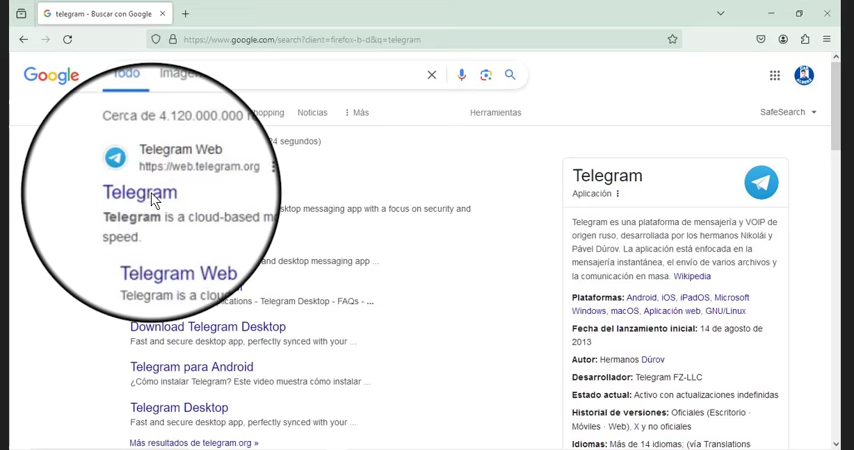 telegram - Buscar con Google
https://www.google.com/search?client=firefox-b-d&q=telegram
Google
Todo
Shopping Noticias Más Herramientas
SafeSearch
Cerca de 4.120.000.000
24 segundos)
Telegram Web
https://web.telegram.org
Telegram
Telegram is a cloud-based
desktop messaging app with a focus on security and
speed.
Telegram Web
Telegram is a
and desktop messaging app ...
- Telegram Desktop - FAQs - ...
Download Telegram Desktop
Fast and secure desktop app, perfectly synced with your ...
Telegram para Android
¿Cómo instalar Telegram? Este video muestra cómo instalar ...
Telegram Desktop
Fast and secure desktop app, perfectly synced with your ...
Más resultados de telegram.org »
Telegram
Aplicación
Telegram es una plataforma de mensajería y VOIP de
origen ruso, desarrollada por los hermanos Nikolái y
Pável Dúrov. La aplicación está enfocada en la
mensajería instantánea, el envío de varios archivos y
la comunicación en masa. Wikipedia
Plataformas: Android, iOS, iPadOS, Microsoft
Windows, macOS, Aplicación web, GNU/Linux
Fecha del lanzamiento inicial: 14 de agosto de
2013
Autor: Hermanos Dúrov
Desarrollador: Telegram FZ-LLC
Estado actual: Activo con actualizaciones indefinidas
Historial de versiones: Oficiales (Escritorio ·
Móviles · Web), X y no oficiales
Idiomas: Más de 14 idiomas; (vía Translations